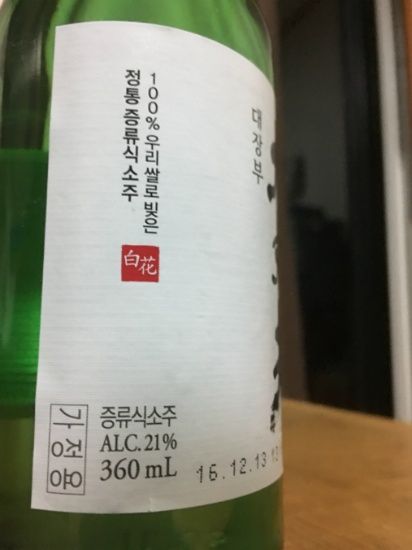 100% 우리 쌀로 빚은
정통 증류식 소주
白花
대장부
가정용
증류식소주
ALC. 21%
360 mL
16.12.13